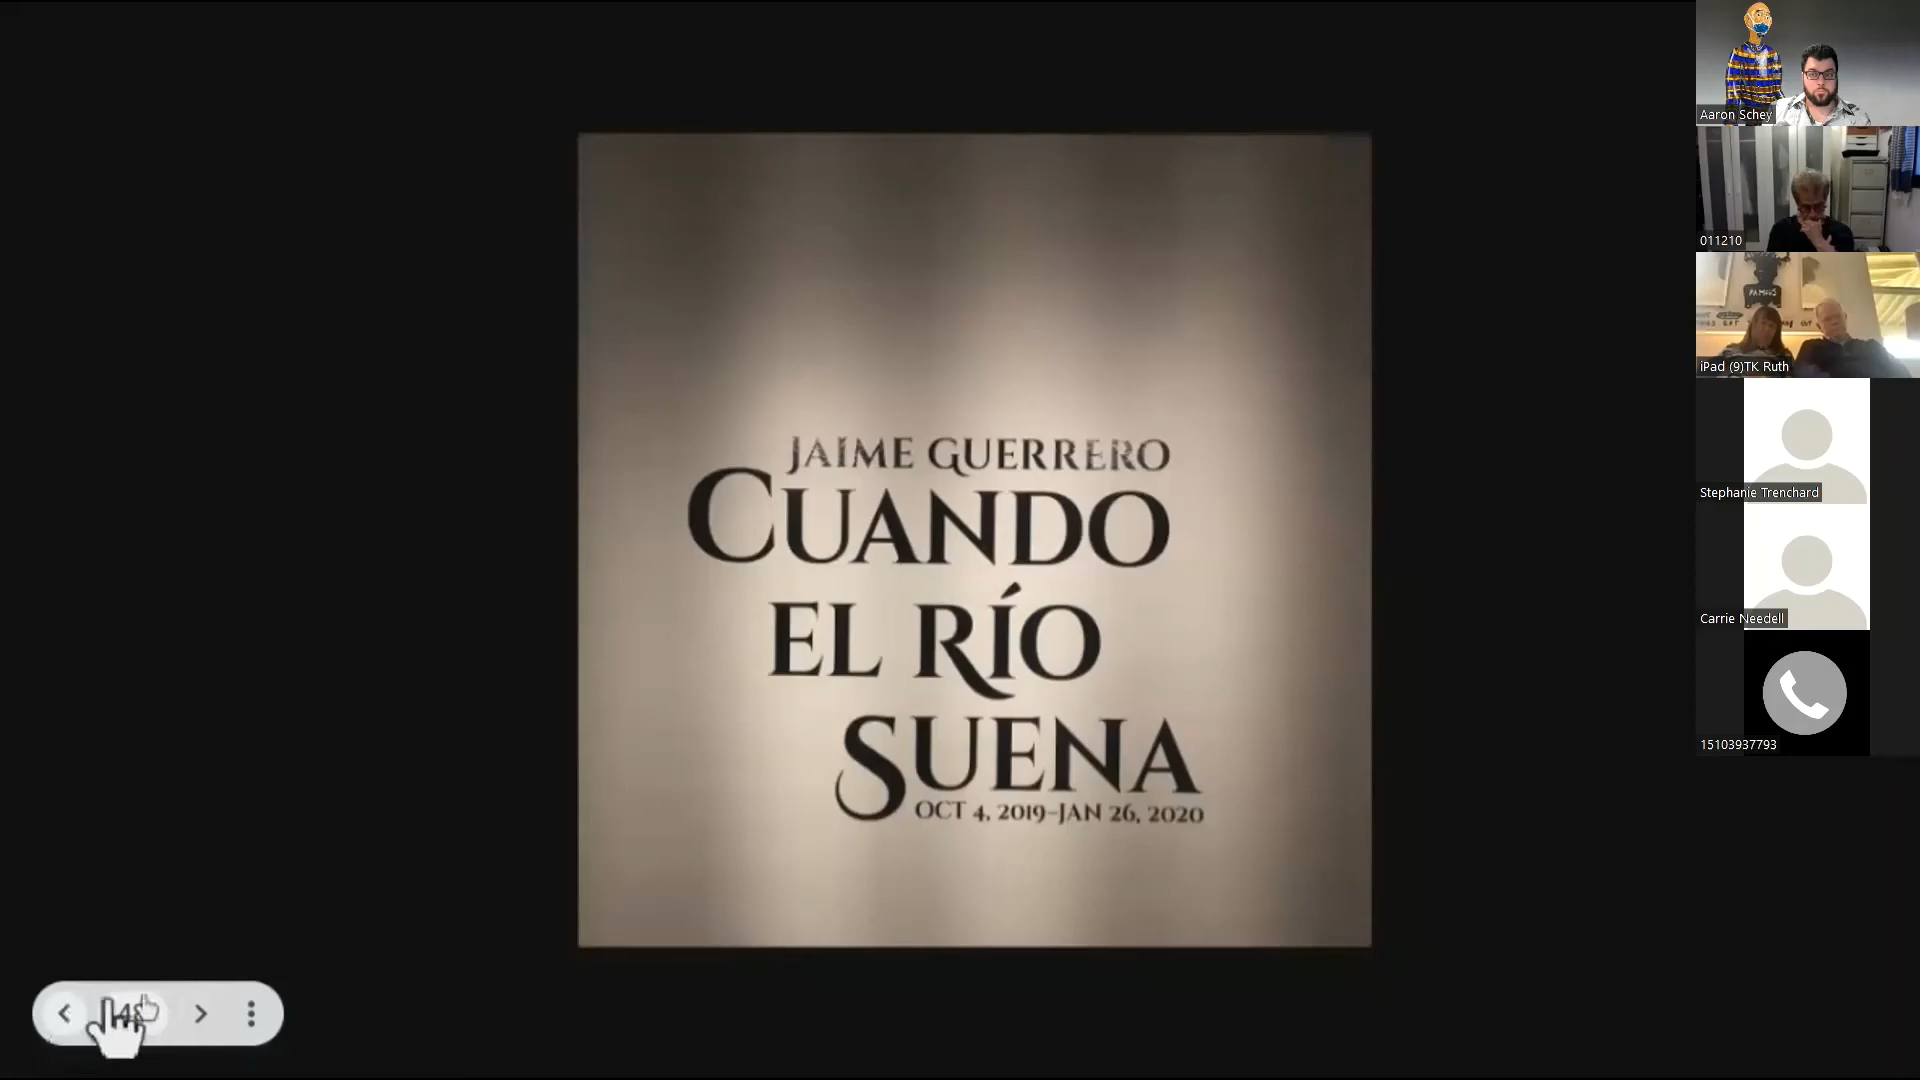 JAIME GUERRERO
CUANDO
EL RÍO
SUENA
OCT 4, 2019–JAN 26, 2020
Aaron Schey
011210
FAMOUS
iPad (9)TK Ruth
Stephanie Trenchard
Carrie Needell
15103937793